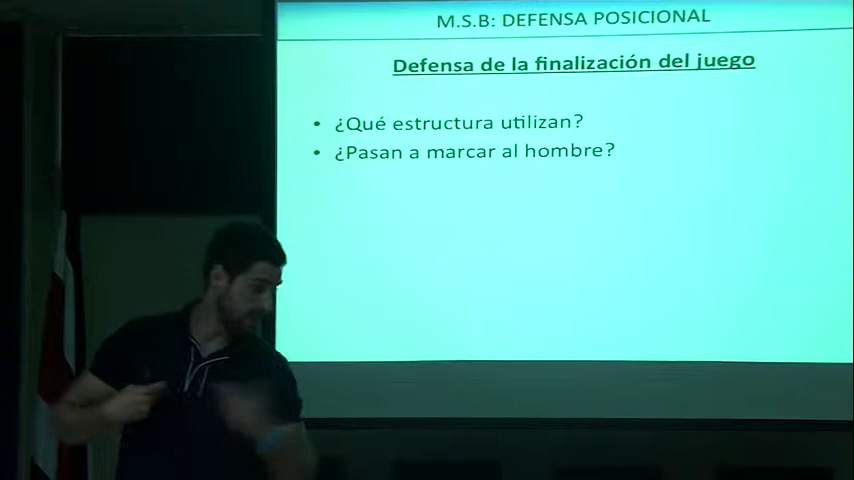 M.S.B: DEFENSA POSICIONAL
Defensa de la finalización del juego
• ¿Qué estructura utilizan?
• ¿Pasan a marcar al hombre?